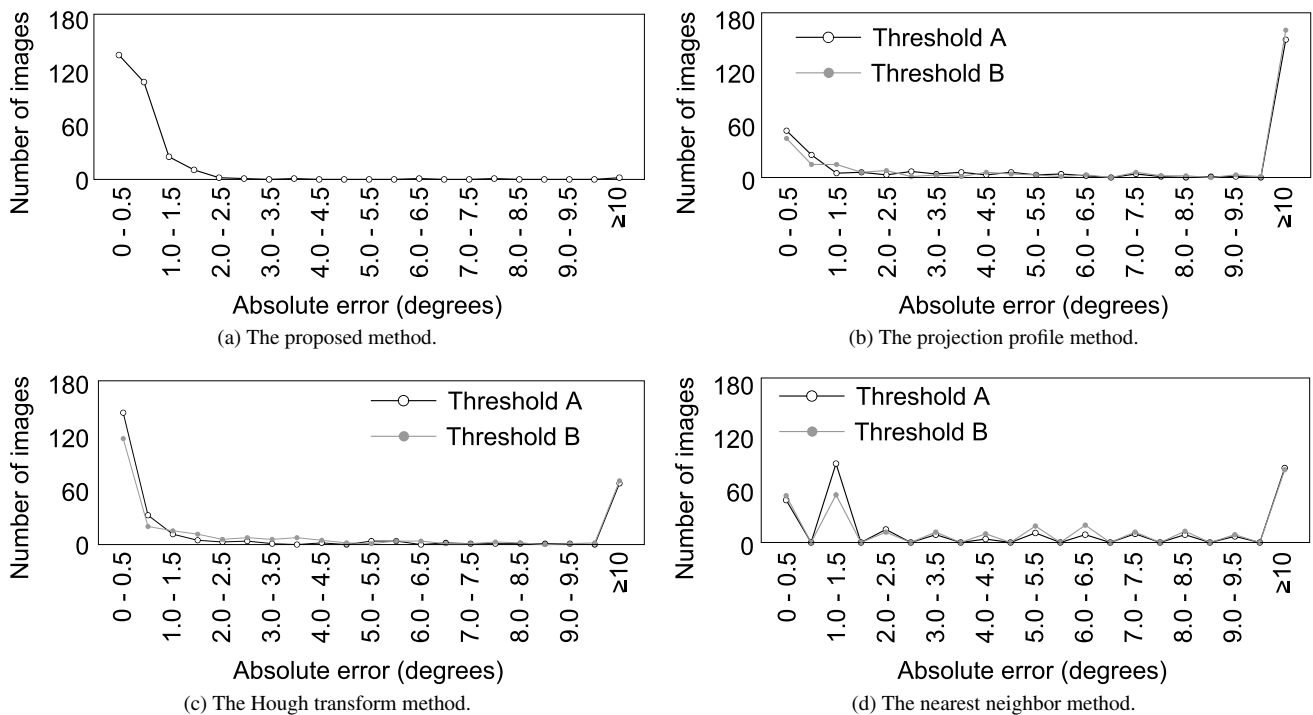 Number of images
180
120
60
0
0 - 0.5
1.0 - 1.5
2.0 - 2.5
3.0 - 3.5
4.0 - 4.5
5.0 - 5.5
6.0 - 6.5
7.0 - 7.5
8.0 - 8.5
9.0 - 9.5
≥10
Absolute error (degrees)
(a) The proposed method.
Number of images
180
120
60
0
Threshold A
Threshold B
0 - 0.5
1.0 - 1.5
2.0 - 2.5
3.0 - 3.5
4.0 - 4.5
5.0 - 5.5
6.0 - 6.5
7.0 - 7.5
8.0 - 8.5
9.0 - 9.5
≥10
Absolute error (degrees)
(b) The projection profile method.
Number of images
180
120
60
0
Threshold A
Threshold B
0 - 0.5
1.0 - 1.5
2.0 - 2.5
3.0 - 3.5
4.0 - 4.5
5.0 - 5.5
6.0 - 6.5
7.0 - 7.5
8.0 - 8.5
9.0 - 9.5
≥10
Absolute error (degrees)
(c) The Hough transform method.
Number of images
180
120
60
0
Threshold A
Threshold B
0 - 0.5
1.0 - 1.5
2.0 - 2.5
3.0 - 3.5
4.0 - 4.5
5.0 - 5.5
6.0 - 6.5
7.0 - 7.5
8.0 - 8.5
9.0 - 9.5
≥10
Absolute error (degrees)
(d) The nearest neighbor method.